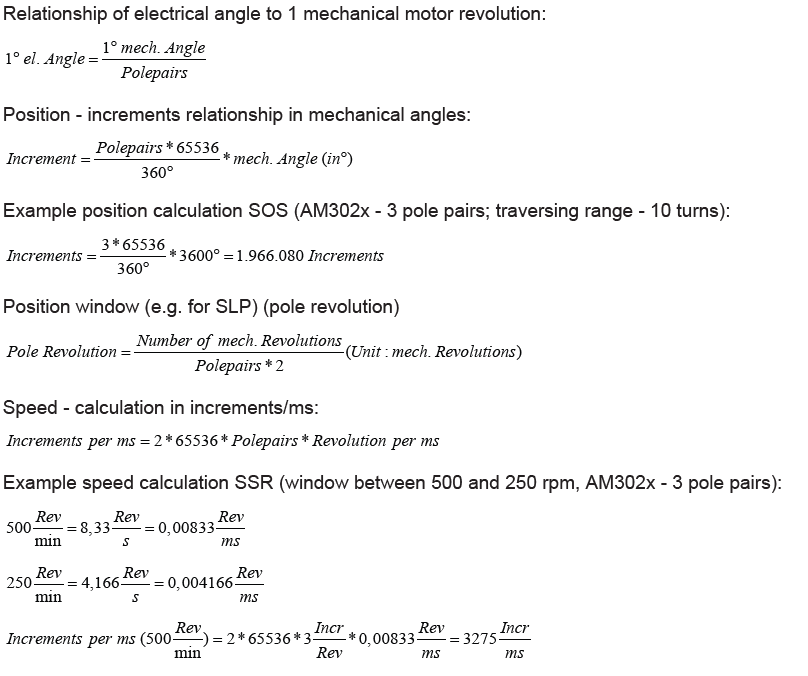 Relationship of electrical angle to 1 mechanical motor revolution:
1° el. Angle = 1° mech. Angle / Polepairs
Position - increments relationship in mechanical angles:
Increment = Polepairs * 65536 / 360° * mech. Angle (in°)
Example position calculation SOS (AM302x - 3 pole pairs; traversing range - 10 turns):
Increments = 3 * 65536 / 360° * 3600° = 1.966.080 Increments
Position window (e.g. for SLP) (pole revolution)
Pole Revolution = Number of mech. Revolutions / Polepairs * 2 (Unit : mech. Revolutions)
Speed - calculation in increments/ms:
Increments per ms = 2 * 65536 * Polepairs * Revolution per ms
Example speed calculation SSR (window between 500 and 250 rpm, AM302x - 3 pole pairs):
500 Rev / min = 8,33 Rev / s = 0,00833 Rev / ms
250 Rev / min = 4,166 Rev / s = 0,004166 Rev / ms
Increments per ms (500 Rev / min) = 2 * 65536 * 3 Incr / Rev * 0,00833 Rev / ms = 3275 Incr / ms